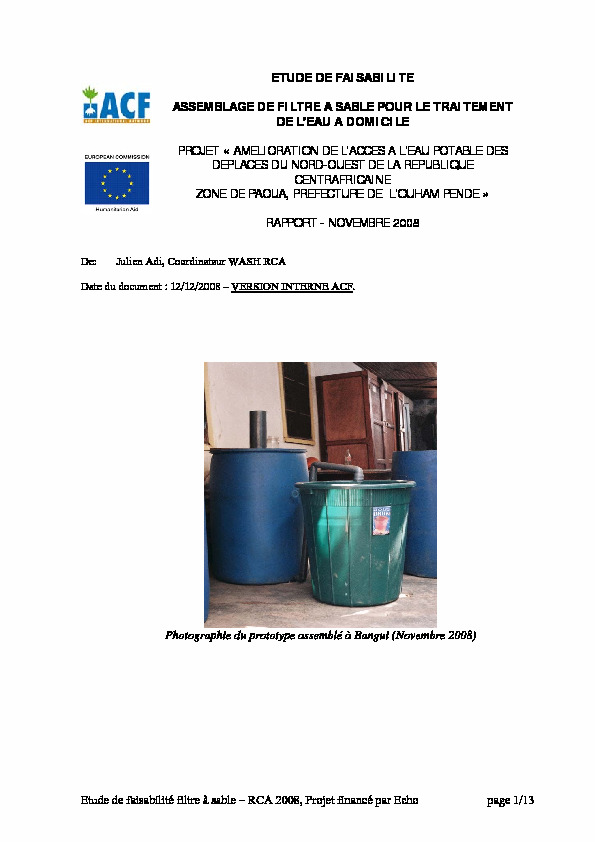 ETUDE DE FAISABILITE
ACF
ACF INTERNATIONAL NETWORK
ASSEMBLAGE DE FILTRE A SABLE POUR LE TRAITEMENT
DE L'EAU A DOMICILE
EUROPEAN COMMISSION
Humanitarian Aid
PROJET « AMELIORATION DE L'ACCES A L'EAU POTABLE DES
DEPLACES DU NORD-OUEST DE LA REPUBLIQUE
CENTRAFRICAINE
ZONE DE PAOUA, PREFECTURE DE L'OUHAM PENDE »
RAPPORT - NOVEMBRE 2008
De: Julien Adi, Coordinateur WASH RCA
Date du document : 12/12/2008 – VERSION INTERNE ACF.
Photographie du prototype assemblé à Bangui (Novembre 2008)
Etude de faisabilité filtre à sable – RCA 2008, Projet financé par Echo page 1/13